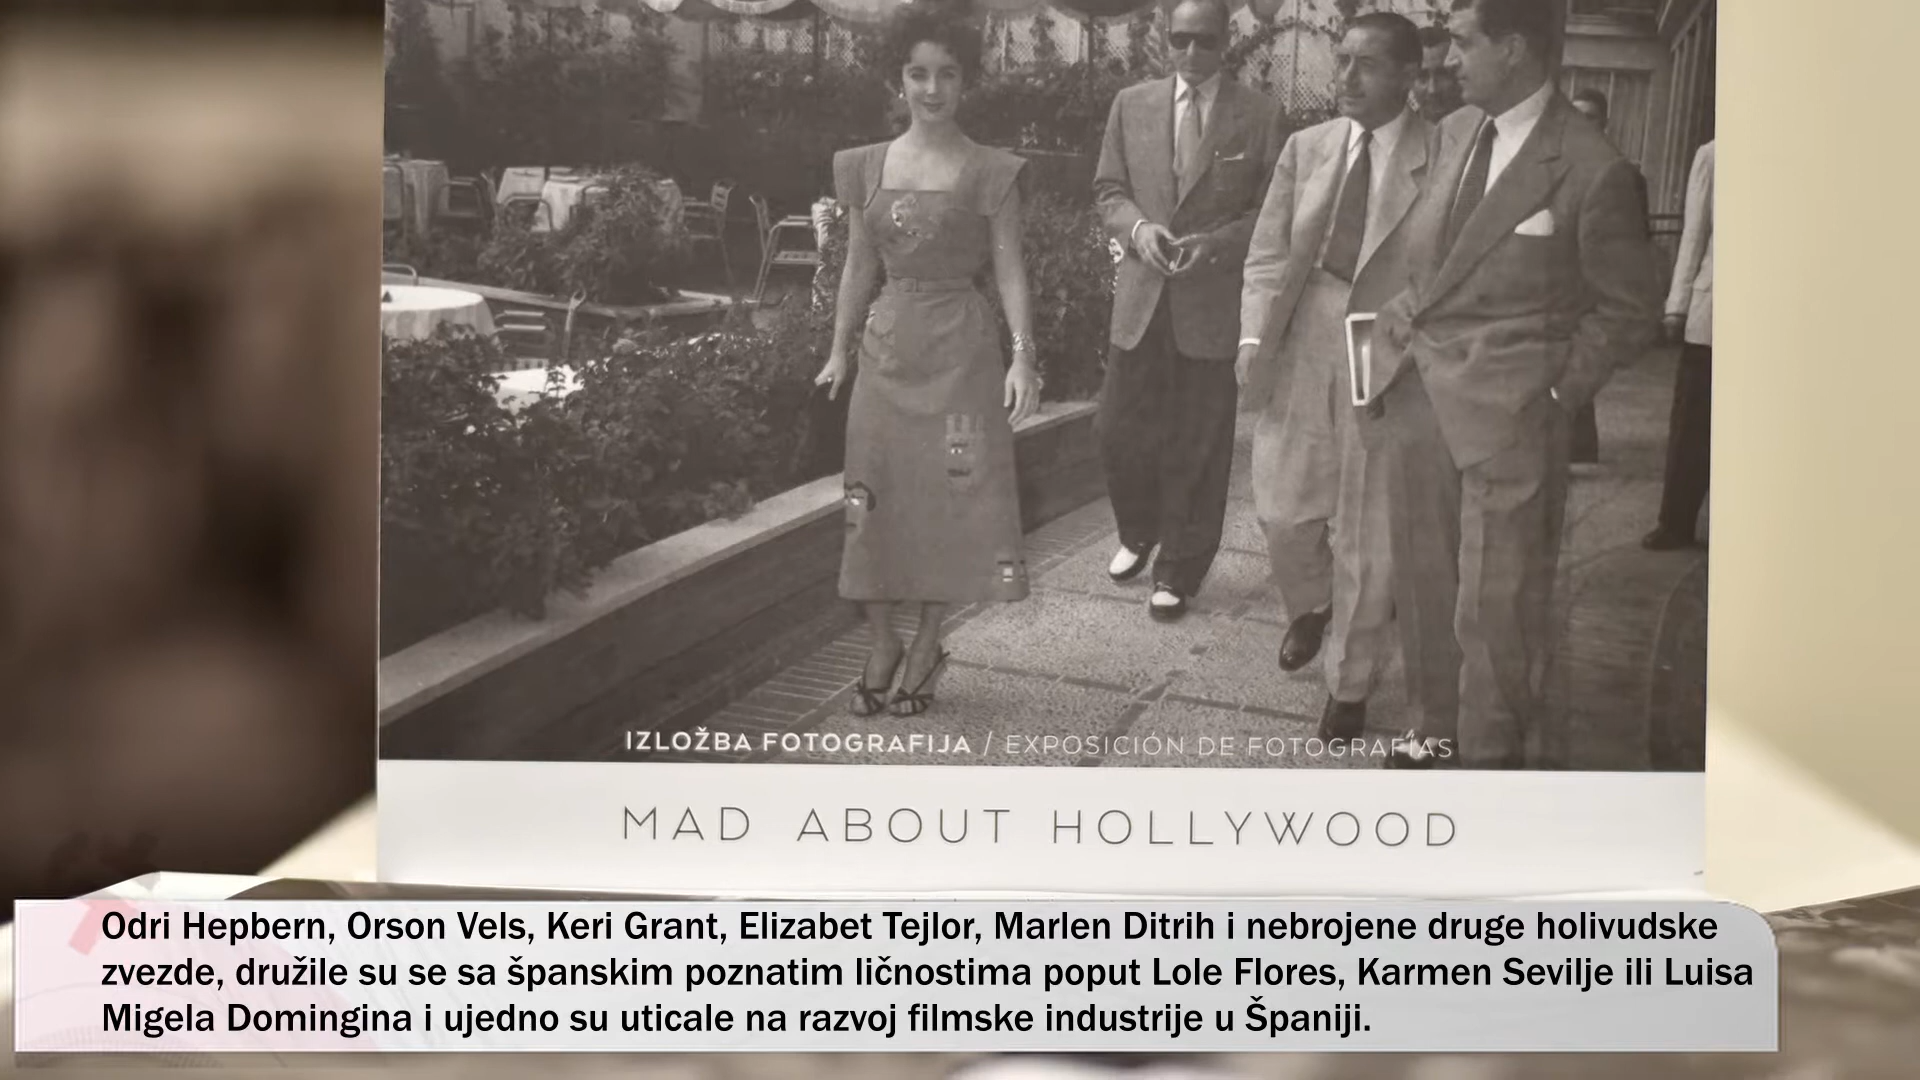 IZLOŽBA FOTOGRAFIJA / EXPOSICIÓN DE FOTOGRAFÍAS
MAD ABOUT HOLLYWOOD
Odri Hepbern, Orson Vels, Keri Grant, Elizabet Tejlor, Marlen Ditrih i nebrojene druge holivudske
zvezde, družile su se sa španskim poznatim ličnostima poput Lole Flores, Karmen Sevilje ili Luisa
Migela Domingina i ujedno su uticale na razvoj filmske industrije u Španiji.